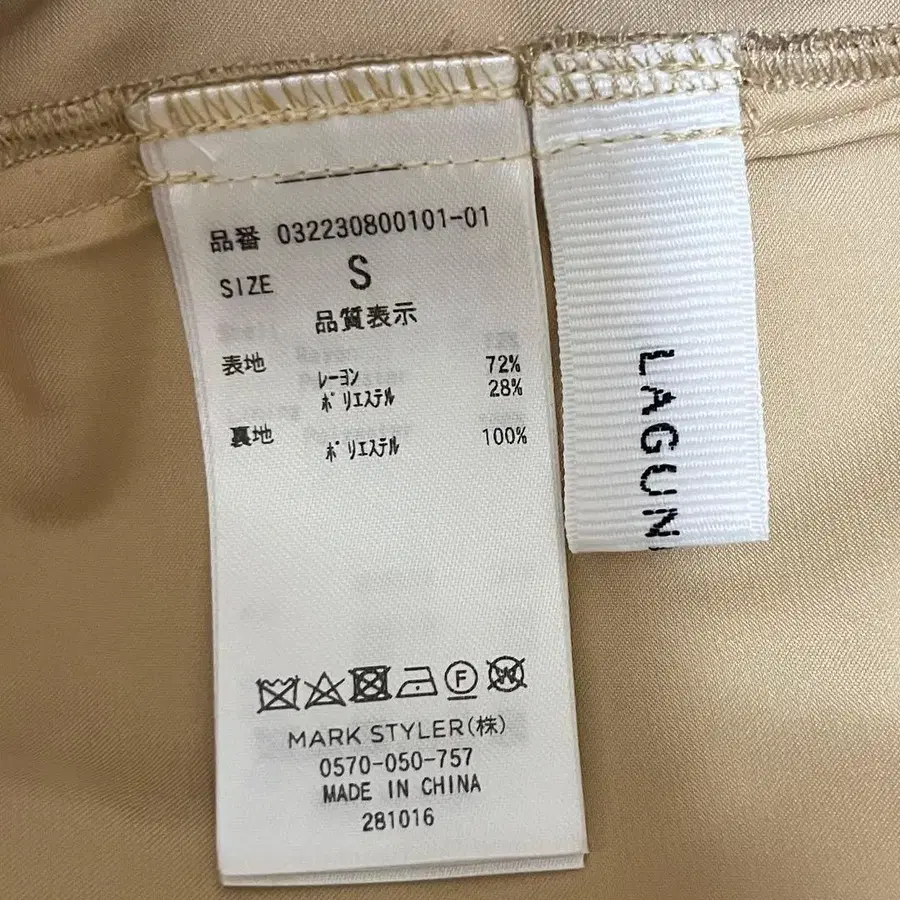 品番 032230800101-01
SIZE S
品質表示
表地 レーヨン 72%
ポリエステル 28%
裏地 ポリエステル 100%
F
W
MARK STYLER(株)
0570-050-757
MADE IN CHINA
281016
LAGUN